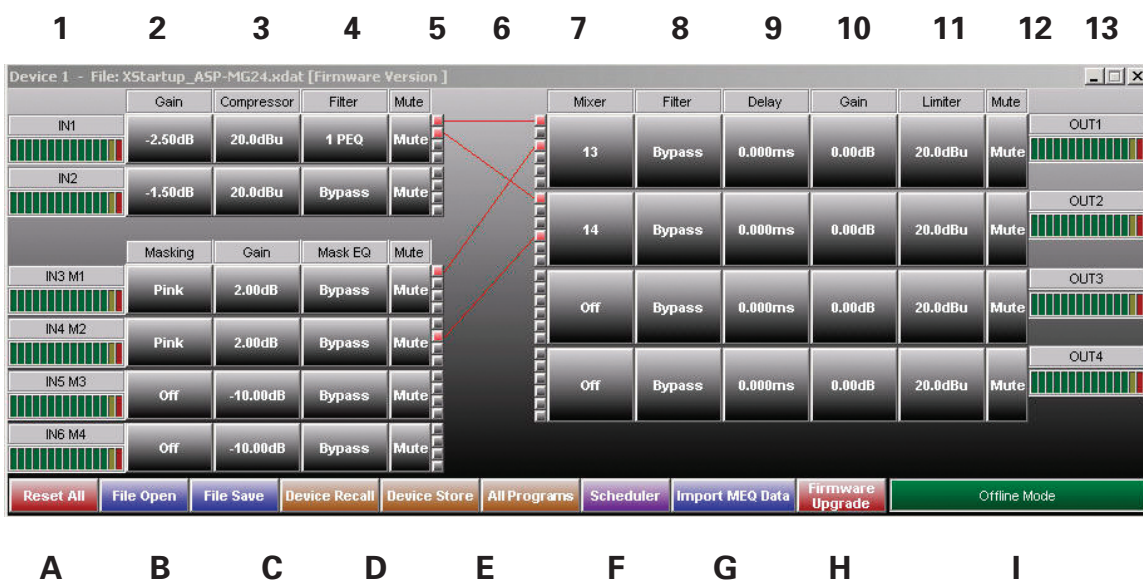 1 2 3 4 5 6 7 8 9 10 11 12 13
Device 1 - File: XStartup_ASP-MG24.xdat [Firmware Version ]
Gain Compressor Filter Mute Mixer Filter Delay Gain Limiter Mute
IN1 -2.50dB 20.0dBu 1 PEQ Mute 13 Bypass 0.000ms 0.00dB 20.0dBu Mute OUT1
IN2 -1.50dB 20.0dBu Bypass Mute
14 Bypass 0.000ms 0.00dB 20.0dBu Mute OUT2
Masking Gain Mask EQ Mute
IN3 M1 Pink 2.00dB Bypass Mute
Off Bypass 0.000ms 0.00dB 20.0dBu Mute OUT3
IN4 M2 Pink 2.00dB Bypass Mute
Off Bypass 0.000ms 0.00dB 20.0dBu Mute OUT4
IN5 M3 Off -10.00dB Bypass Mute
IN6 M4 Off -10.00dB Bypass Mute
Reset All File Open File Save Device Recall Device Store All Programs Scheduler Import MEQ Data Firmware Upgrade Offline Mode
A B C D E F G H I